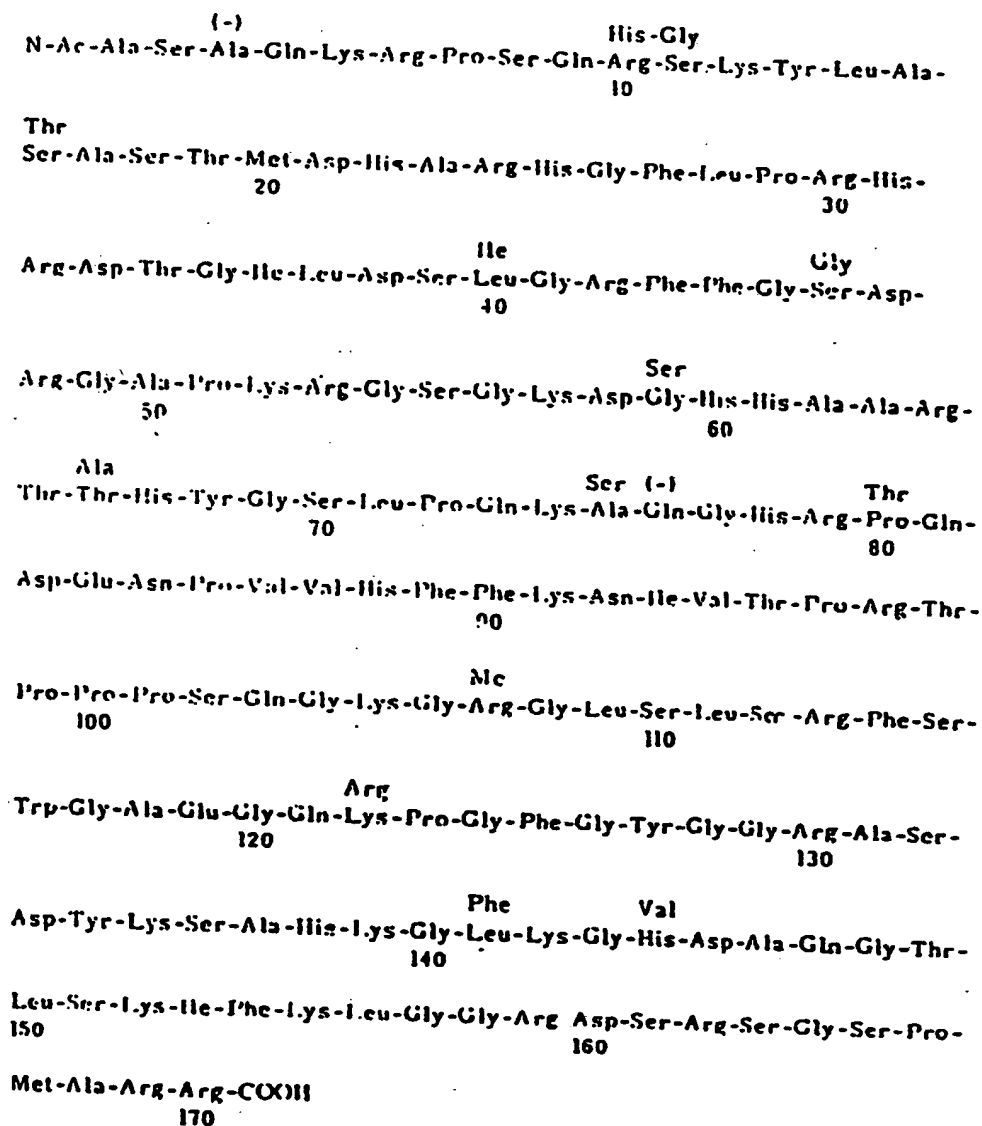 (-) His-Gly
N-Ac-Ala-Ser-Ala-Gln-Lys-Arg-Pro-Ser-Gln-Arg-Ser-Lys-Tyr-Leu-Ala-
10
Thr
Ser-Ala-Ser-Thr-Met-Asp-His-Ala-Arg-His-Gly-Phe-Leu-Pro-Arg-His-
20 30
Ile Gly
Arg-Asp-Thr-Gly-Ile-Leu-Asp-Ser-Leu-Gly-Arg-Phe-Phe-Gly-Ser-Asp-
40
Ser
Arg-Gly-Ala-Pro-Lys-Arg-Gly-Ser-Gly-Lys-Asp-Gly-His-His-Ala-Ala-Arg-
50 60
Ala Ser (-) Thr
Thr-Thr-His-Tyr-Gly-Ser-Leu-Pro-Gln-Lys-Ala-Gln-Gly-His-Arg-Pro-Gln-
70 80
Asp-Glu-Asn-Pro-Val-Val-His-Phe-Phe-Lys-Asn-Ile-Val-Thr-Pro-Arg-Thr-
90
Me
Pro-Pro-Pro-Ser-Gln-Gly-Lys-Gly-Arg-Gly-Leu-Ser-Leu-Ser-Arg-Phe-Ser-
100 110
Arg
Trp-Gly-Ala-Glu-Gly-Gln-Lys-Pro-Gly-Phe-Gly-Tyr-Gly-Gly-Arg-Ala-Ser-
120 130
Phe Val
Asp-Tyr-Lys-Ser-Ala-His-Lys-Gly-Leu-Lys-Gly-His-Asp-Ala-Gln-Gly-Thr-
140
Leu-Ser-Lys-Ile-Phe-Lys-Leu-Gly-Gly-Arg Asp-Ser-Arg-Ser-Gly-Ser-Pro-
150 160
Met-Ala-Arg-Arg-COOH
170